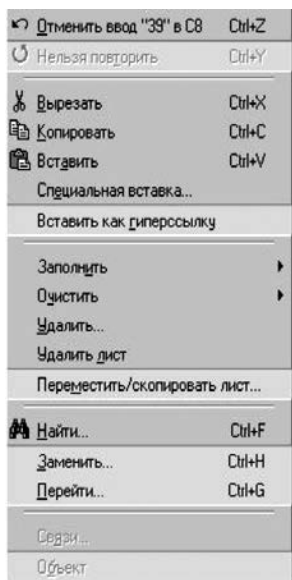 Отменить ввод "39" в C8 Ctrl+Z
Нельзя повторить Ctrl+Y
Вырезать Ctrl+X
Копировать Ctrl+C
Вставить Ctrl+V
Специальная вставка...
Вставить как гиперссылку
Заполнить
Очистить
Удалить...
Удалить лист
Переместить/скопировать лист...
Найти... Ctrl+F
Заменить... Ctrl+H
Перейти... Ctrl+G
Связи...
Объект